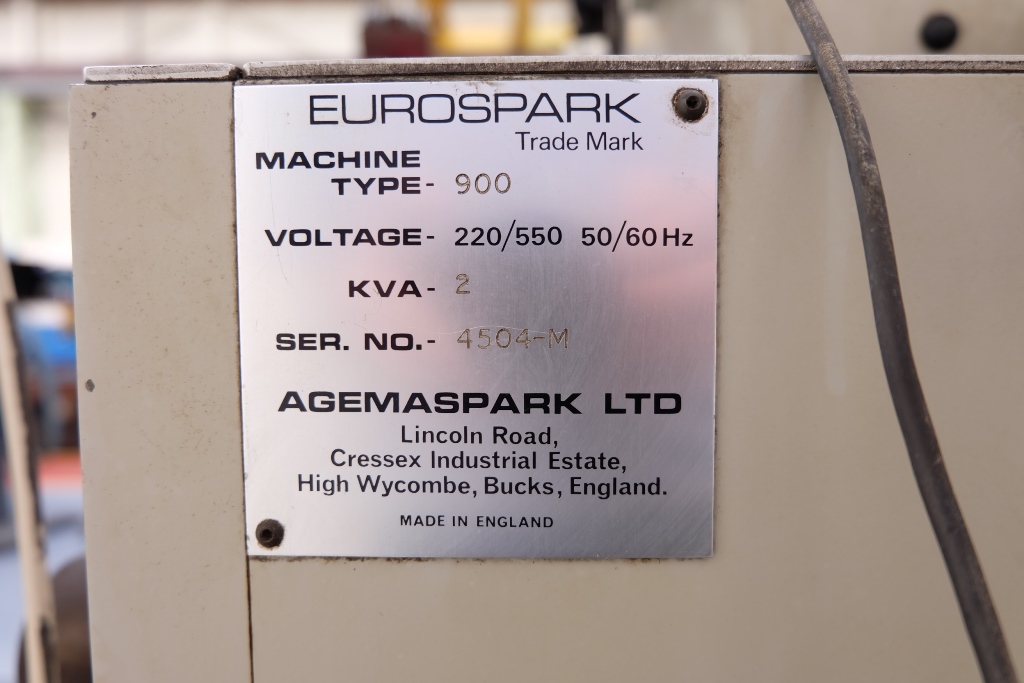 EUROSPARK
Trade Mark
MACHINE
TYPE- 900
VOLTAGE- 220/550 50/60Hz
KVA- 2
SER. NO.- 4504-M
AGEMASPARK LTD
Lincoln Road,
Cressex Industrial Estate,
High Wycombe, Bucks, England.
MADE IN ENGLAND